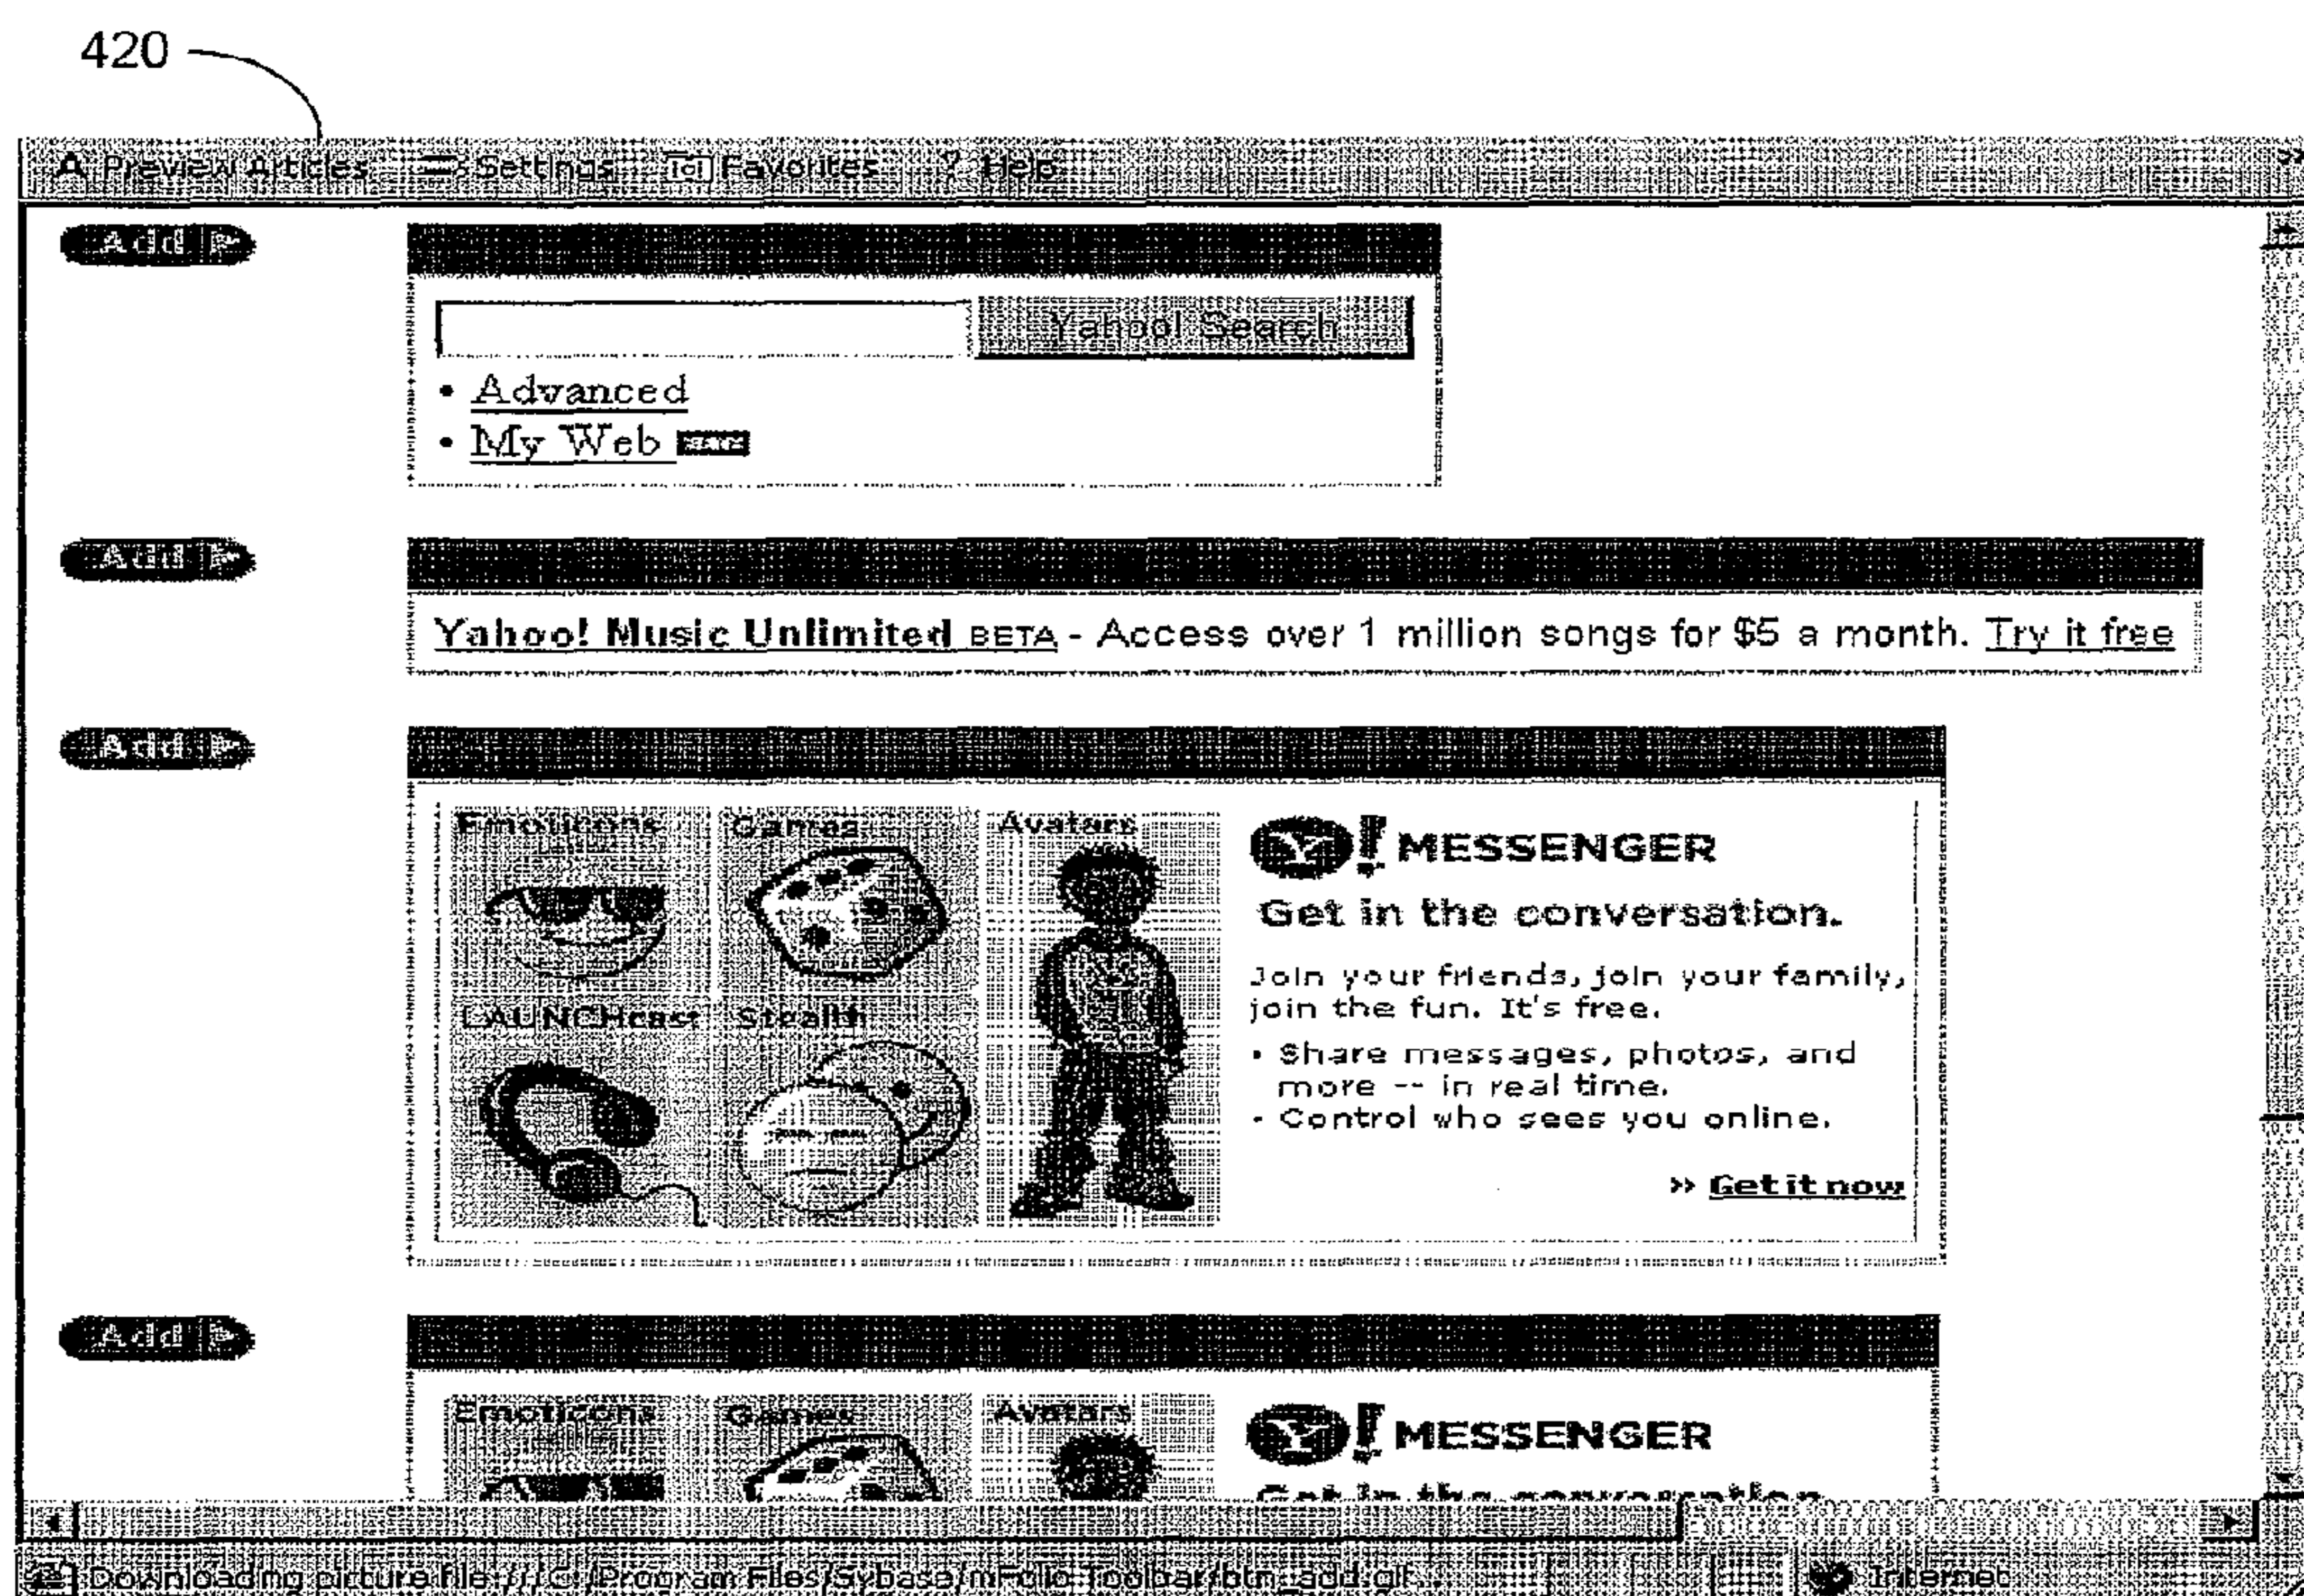 420
A Preview Articles Settings Favorites ? Help »
Add
Yahoo! Search
• Advanced
• My Web
Add
Yahoo! Music Unlimited BETA - Access over 1 million songs for $5 a month. Try it free
Add
Emoticons Games Avatars
Y! MESSENGER
Get in the conversation.
Join your friends, join your family,
join the fun. It's free.
LAUNCHcast Stealth
• Share messages, photos, and
more -- in real time.
• Control who sees you online.
» Get it now
Add
Emoticons Games Avatars
Y! MESSENGER
Get in the conversation
Downloading picture file:///C:/Program Files/Sybase/mFolio Toolbar/btn_add.gif... Internet